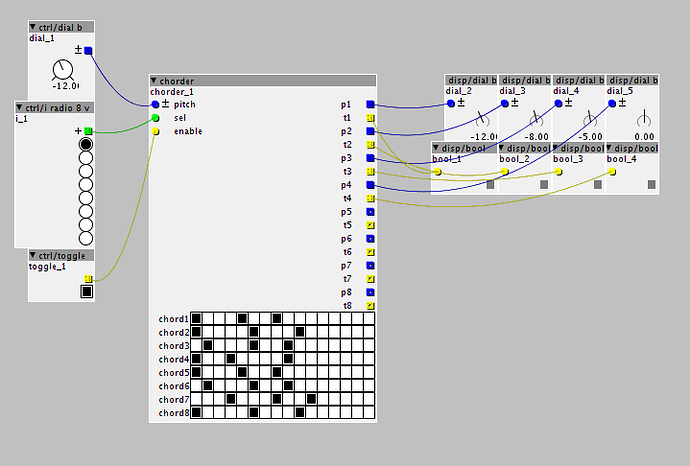 ▼ ctrl/dial b
dial_1
±
-12.0
▼ ctrl/i radio 8 v
i_1
+
▼ ctrl/toggle
toggle_1
▼ chorder
chorder_1
± pitch
sel
enable
p1
t1
p2
t2
p3
t3
p4
t4
p5
t5
p6
t6
p7
t7
p8
t8
chord1
chord2
chord3
chord4
chord5
chord6
chord7
chord8
disp/dial b
dial_2
-12.00
disp/dial b
dial_3
-8.00
disp/dial b
dial_4
-5.00
disp/dial b
dial_5
0.00
▼ disp/bool
bool_1
▼ disp/bool
bool_2
▼ disp/bool
bool_3
▼ disp/bool
bool_4